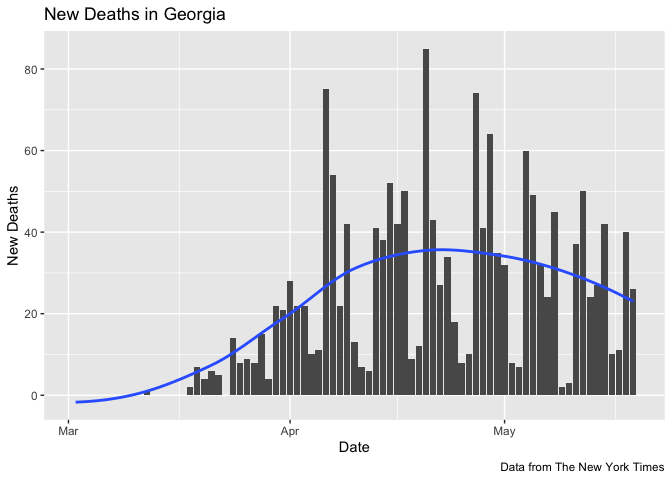 New Deaths in Georgia
80
60
40
20
0
New Deaths
Mar
Apr
May
Date
Data from The New York Times